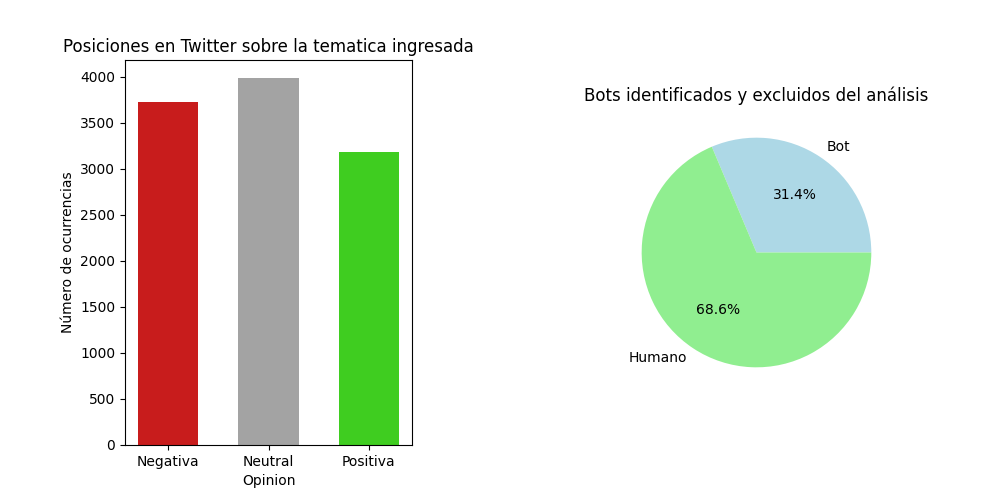 Posiciones en Twitter sobre la tematica ingresada
Número de ocurrencias
4000
3500
3000
2500
2000
1500
1000
500
0
Negativa
Neutral
Positiva
Opinion
Bots identificados y excluidos del análisis
Bot
31.4%
68.6%
Humano